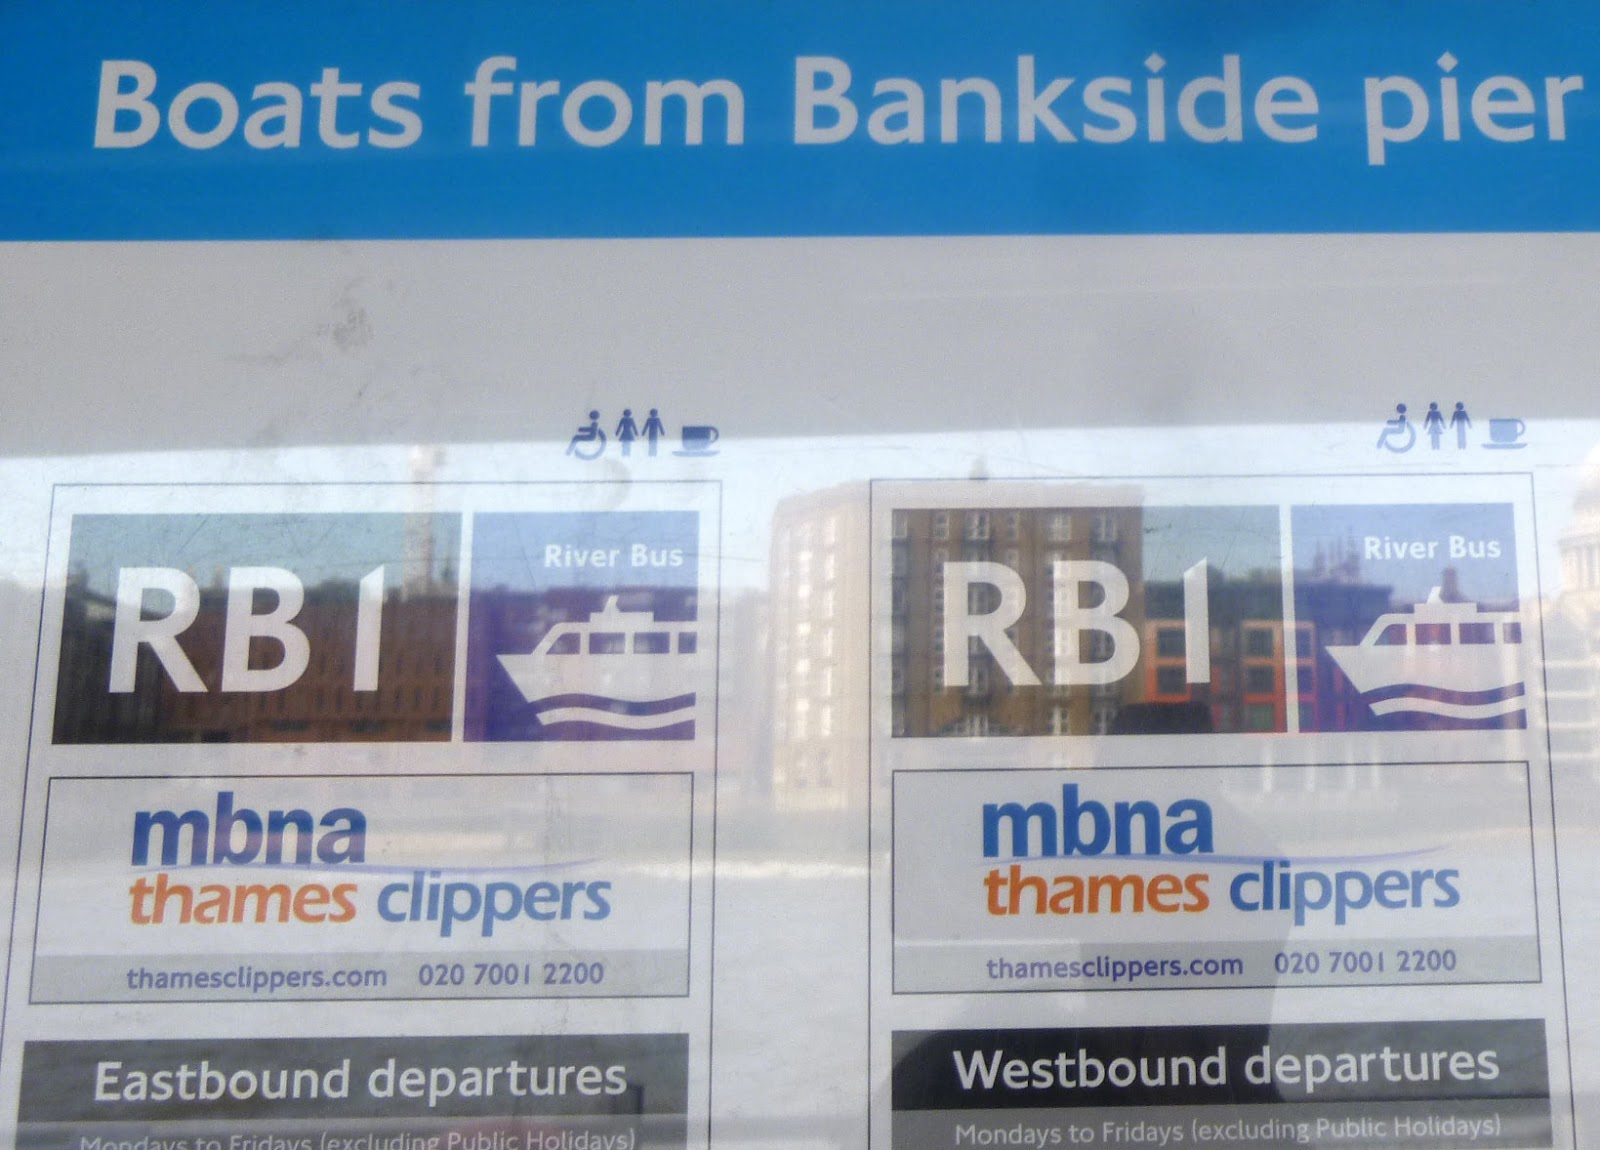 Boats from Bankside pier
RB1
River Bus
mbna
thames clippers
thamesclippers.com 020 7001 2200
Eastbound departures
Mondays to Fridays (excluding Public Holidays)
RB1
River Bus
mbna
thames clippers
thamesclippers.com 020 7001 2200
Westbound departures
Mondays to Fridays (excluding Public Holidays)